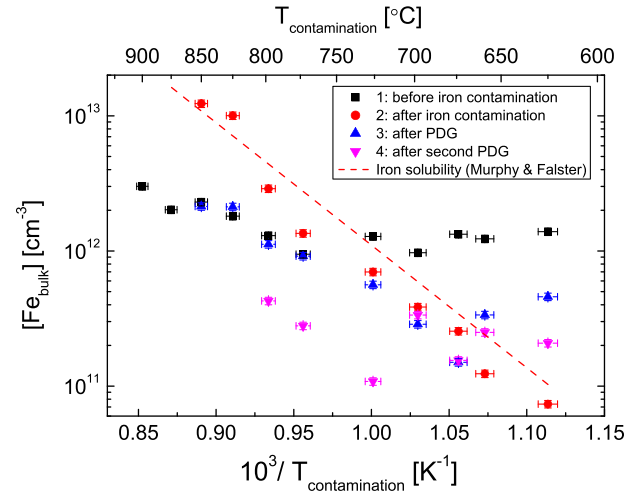 T_contamination [°C]
900 850 800 750 700 650 600
10^13
10^12
10^11
[Fe_bulk] [cm^-3]
1: before iron contamination
2: after iron contamination
3: after PDG
4: after second PDG
Iron solubility (Murphy & Falster)
0.85 0.90 0.95 1.00 1.05 1.10 1.15
10^3/ T_contamination [K^-1]